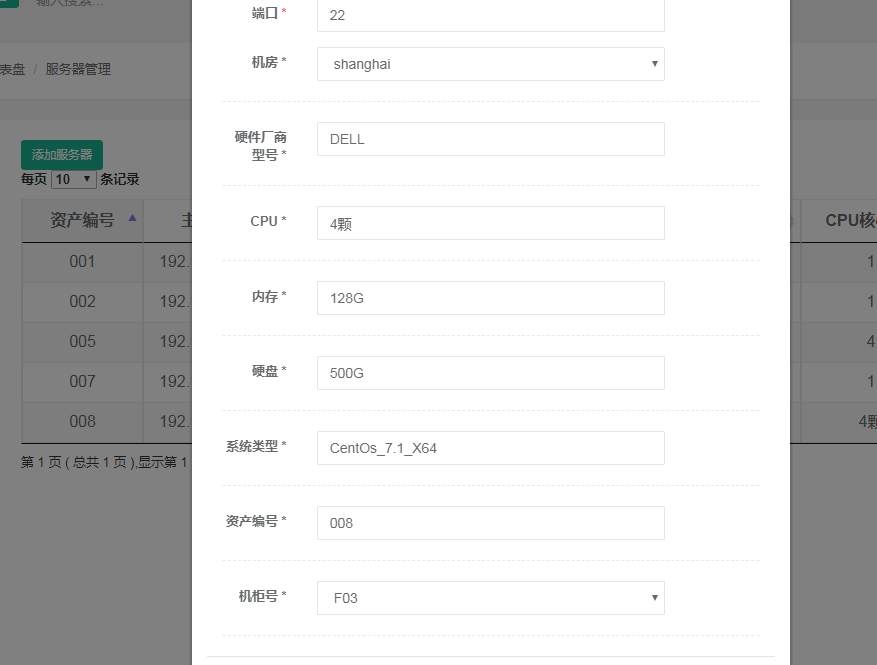 输入搜索...
端口 * 22
机房 * shanghai
表盘 / 服务器管理
硬件厂商
型号 * DELL
添加服务器
每页 10 条记录
资产编号 主
CPU *
4颗
CPU核
001 192.
1
内存 * 128G
002 192.
1
005 192.
4
硬盘 * 500G
007 192.
1
008 192.
4颗
系统类型 * CentOs_7.1_X64
第 1 页 ( 总共 1 页 ),显示第 1
资产编号 * 008
机柜号 * F03